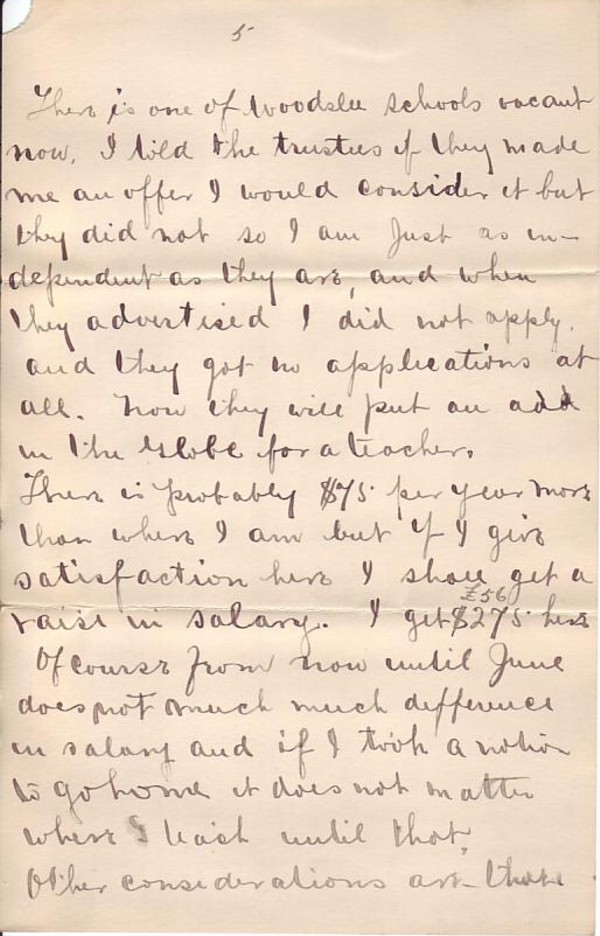 5
There is one of Woodslee schools vacant
now. I told the trustees if they made
me an offer I would consider it but
they did not so I am just as in-
dependent as they are, and when
they advertised I did not apply.
and they got no applications at
all. Now they will put an add
in the Globe for a teacher.
There is probably $75 per year more
than where I am but if I give
satisfaction here I shall get a
£56
raise in salary. I get $275 here
Of course from now until June
does not much much difference
in salary and if I took a notion
to go home it does not matter
where I teach until that,
Other considerations are that